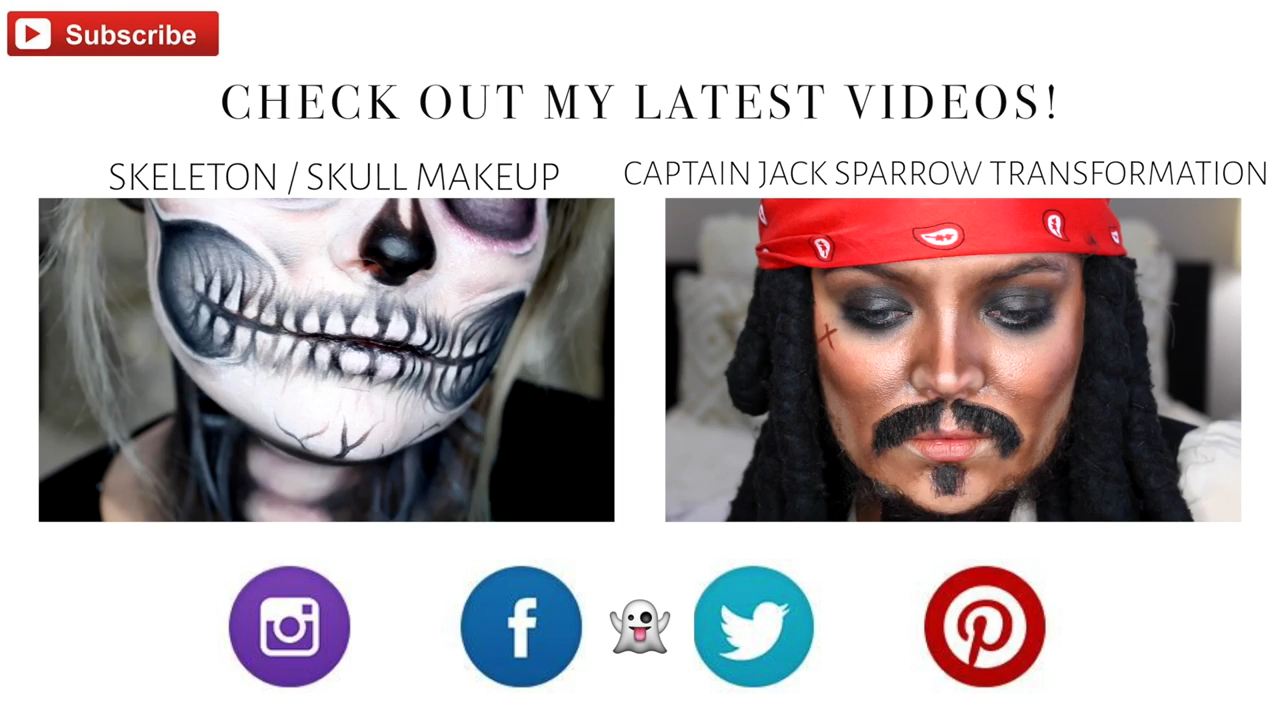 Subscribe
CHECK OUT MY LATEST VIDEOS!
SKELETON / SKULL MAKEUP
CAPTAIN JACK SPARROW TRANSFORMATION